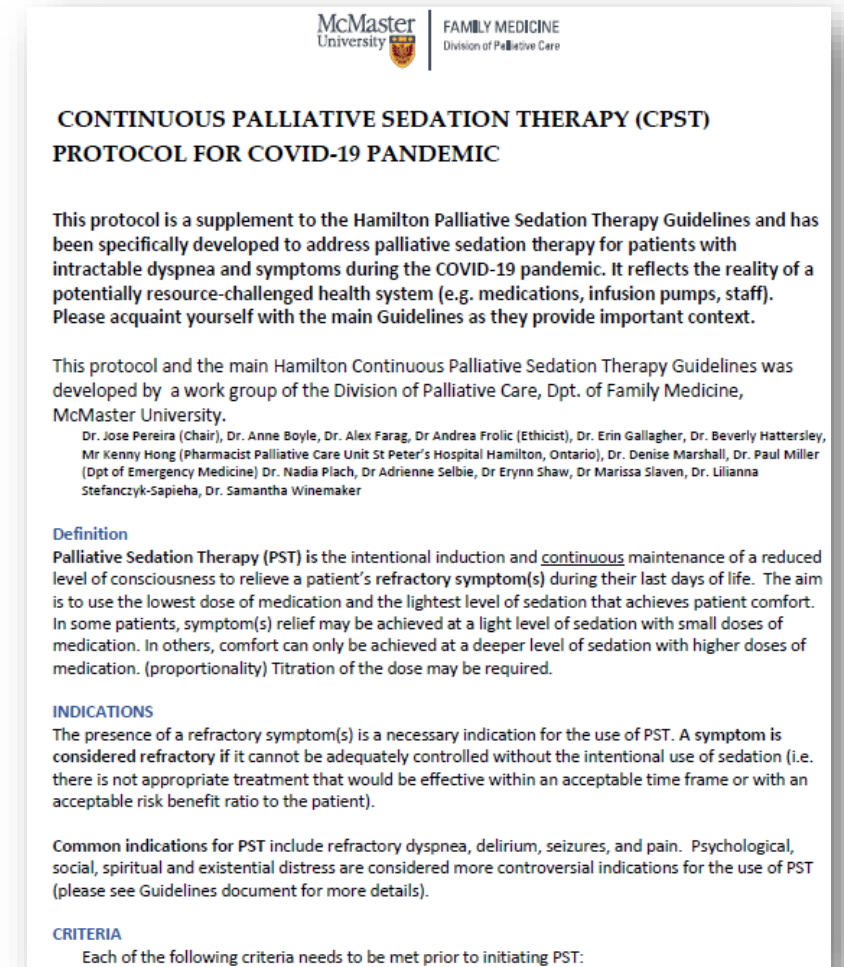 McMaster
University
FAMILY MEDICINE
Division of Palliative Care
CONTINUOUS PALLIATIVE SEDATION THERAPY (CPST)
PROTOCOL FOR COVID-19 PANDEMIC
This protocol is a supplement to the Hamilton Palliative Sedation Therapy Guidelines and has
been specifically developed to address palliative sedation therapy for patients with
intractable dyspnea and symptoms during the COVID-19 pandemic. It reflects the reality of a
potentially resource-challenged health system (e.g. medications, infusion pumps, staff).
Please acquaint yourself with the main Guidelines as they provide important context.
This protocol and the main Hamilton Continuous Palliative Sedation Therapy Guidelines was
developed by  a work group of the Division of Palliative Care, Dpt. of Family Medicine,
McMaster University.
Dr. Jose Pereira (Chair), Dr. Anne Boyle, Dr. Alex Farag, Dr Andrea Frolic (Ethicist), Dr. Erin Gallagher, Dr. Beverly Hattersley,
Mr Kenny Hong (Pharmacist Palliative Care Unit St Peter's Hospital Hamilton, Ontario), Dr. Denise Marshall, Dr. Paul Miller
(Dpt of Emergency Medicine) Dr. Nadia Plach, Dr Adrienne Selbie, Dr Erynn Shaw, Dr Marissa Slaven, Dr. Lilianna
Stefanczyk-Sapieha, Dr. Samantha Winemaker
Definition
Palliative Sedation Therapy (PST) is the intentional induction and continuous maintenance of a reduced
level of consciousness to relieve a patient's refractory symptom(s) during their last days of life.  The aim
is to use the lowest dose of medication and the lightest level of sedation that achieves patient comfort.
In some patients, symptom(s) relief may be achieved at a light level of sedation with small doses of
medication. In others, comfort can only be achieved at a deeper level of sedation with higher doses of
medication. (proportionality) Titration of the dose may be required.
INDICATIONS
The presence of a refractory symptom(s) is a necessary indication for the use of PST. A symptom is
considered refractory if it cannot be adequately controlled without the intentional use of sedation (i.e.
there is not appropriate treatment that would be effective within an acceptable time frame or with an
acceptable risk benefit ratio to the patient).
Common indications for PST include refractory dyspnea, delirium, seizures, and pain.  Psychological,
social, spiritual and existential distress are considered more controversial indications for the use of PST
(please see Guidelines document for more details).
CRITERIA
Each of the following criteria needs to be met prior to initiating PST: